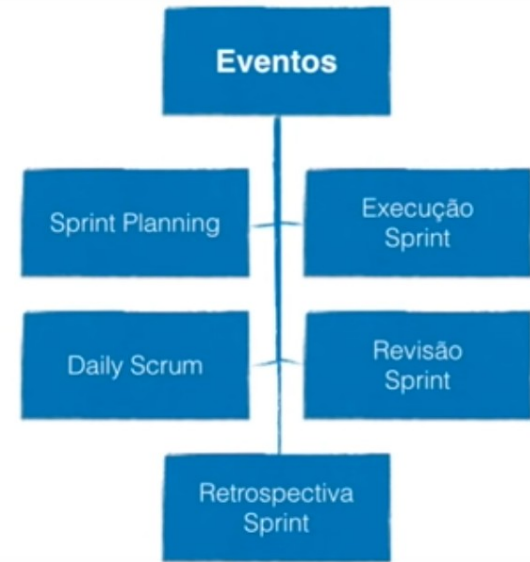 Eventos
Sprint Planning
Execução
Sprint
Daily Scrum
Revisão
Sprint
Retrospectiva
Sprint